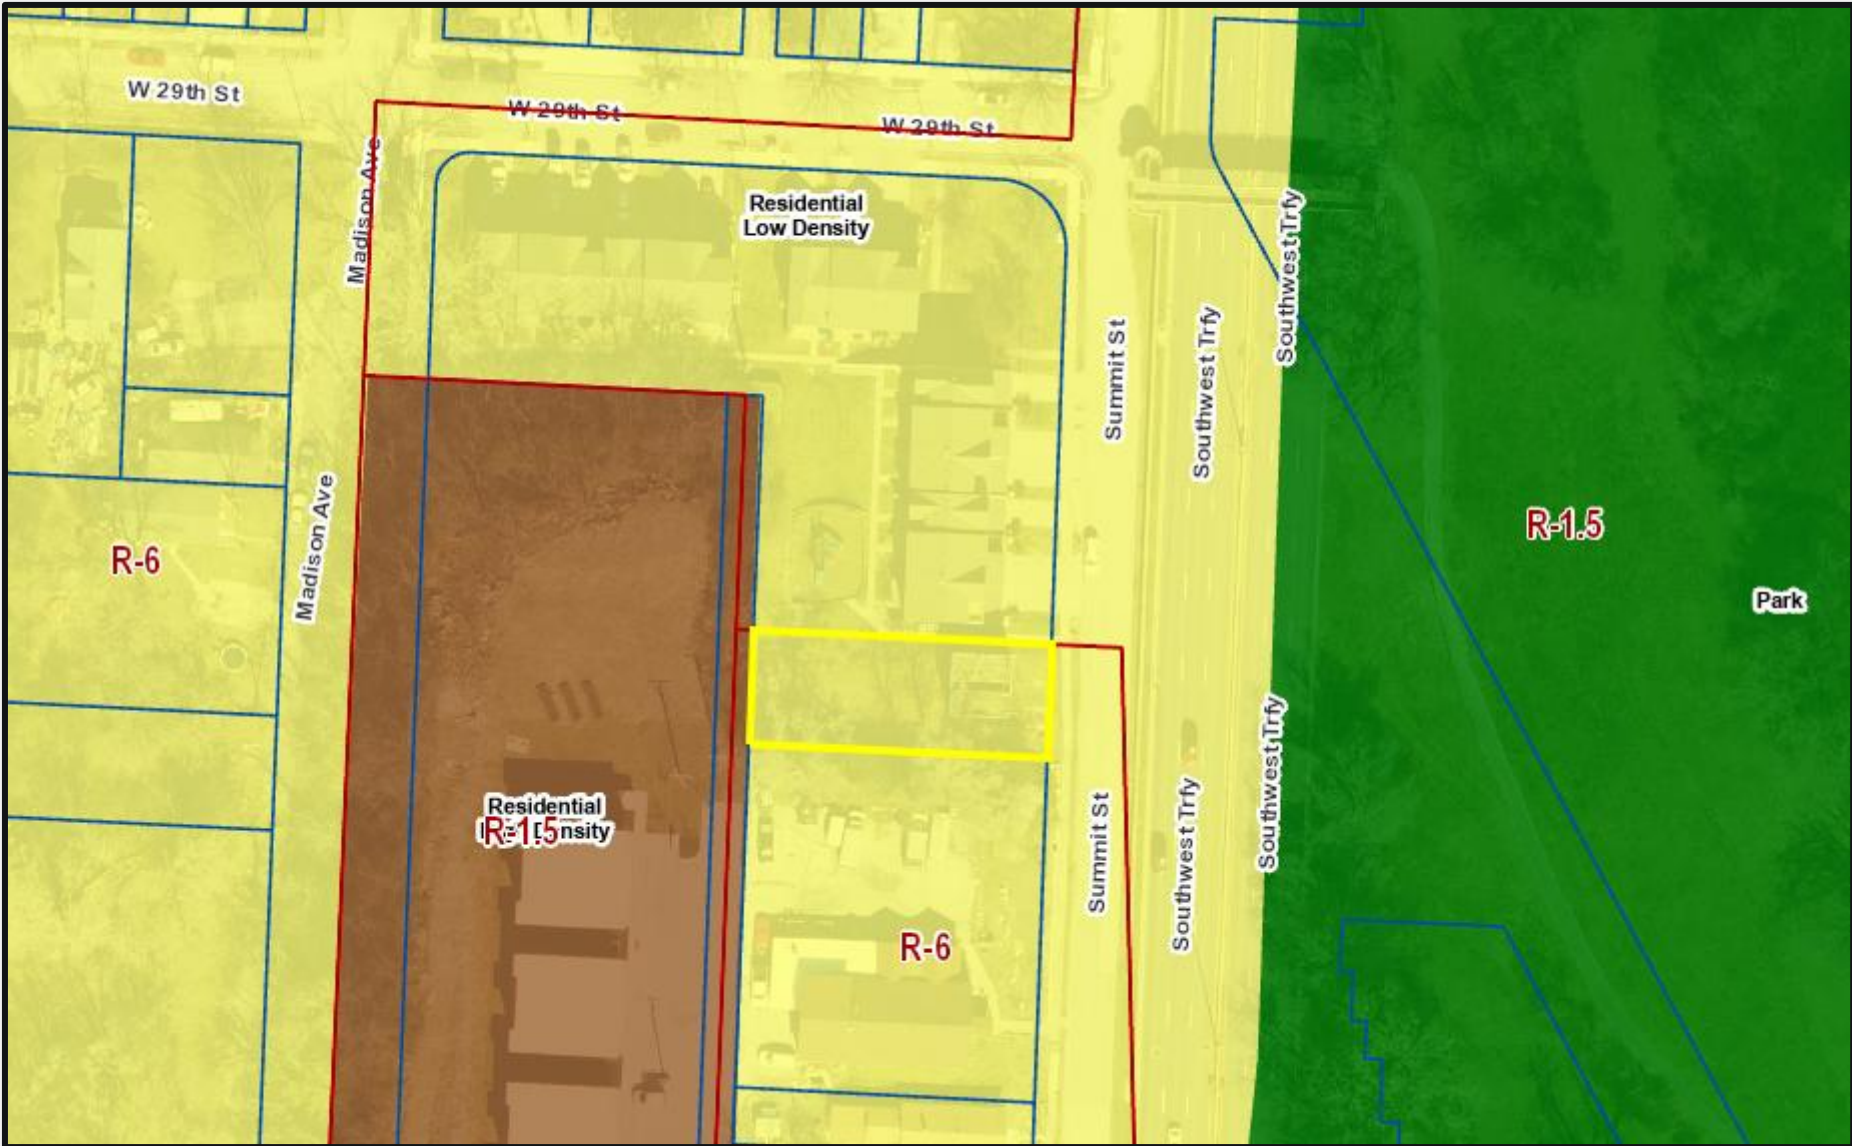 W 29th St
W 29th St
W 29th St
Madison Ave
Residential
Low Density
Southwest Trfy
Summit St
Southwest Trfy
Madison Ave
R-6
R-1.5
Park
Residential
Density
R-1.5
Summit St
Southwest Trfy
Southwest Trfy
R-6